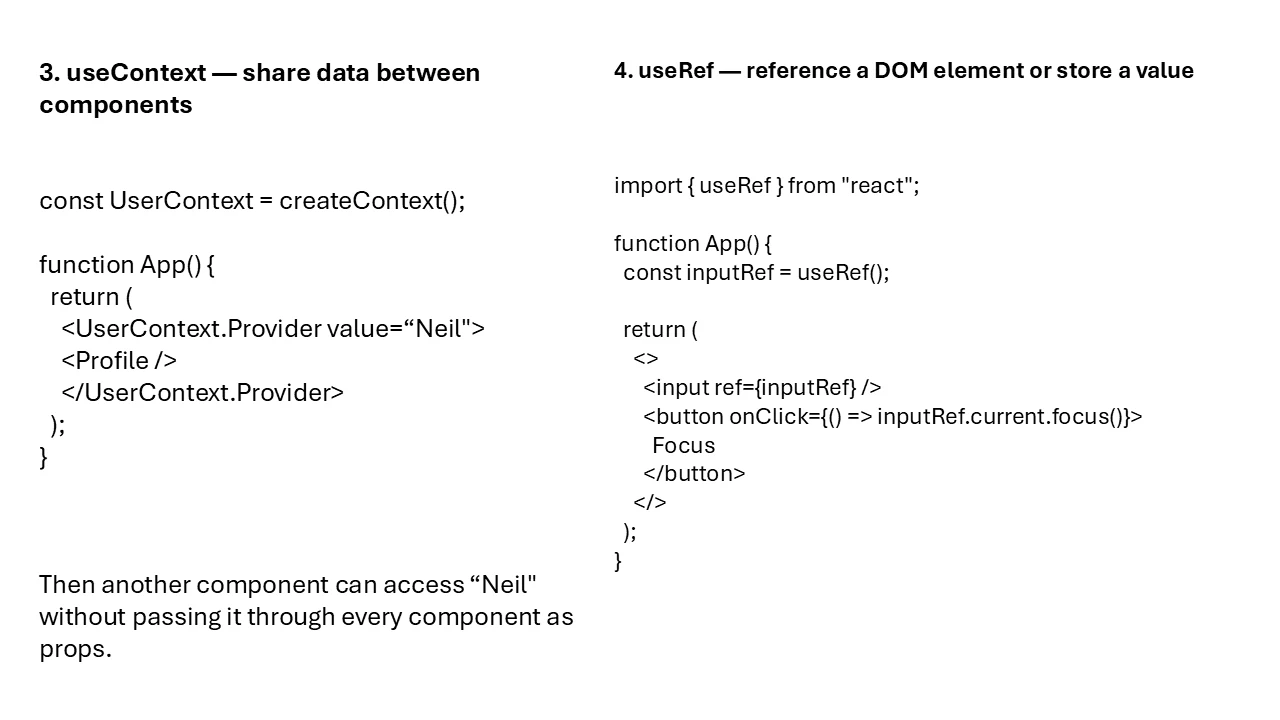 3. useContext — share data between
components
const UserContext = createContext();
function App() {
return (
<UserContext.Provider value=“Neil">
<Profile />
</UserContext.Provider>
);
}
Then another component can access “Neil"
without passing it through every component as
props.
4. useRef — reference a DOM element or store a value
import { useRef } from "react";
function App() {
const inputRef = useRef();
return (
<>
<input ref={inputRef} />
<button onClick={() => inputRef.current.focus()}>
Focus
</button>
</>
);
}